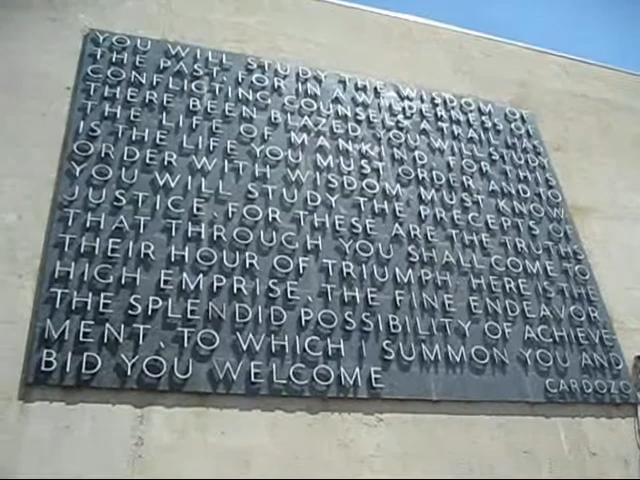 YOU WILL STUDY THE WISDOM OF
THE PAST, FOR IN A WILDERNESS OF
CONFLICTING COUNSELS, A TRAIL HAS
THERE BEEN BLAZED. YOU WILL STUDY
THE LIFE OF MANKIND, FOR THIS
IS THE LIFE YOU MUST ORDER, AND TO
ORDER WITH WISDOM, MUST KNOW.
YOU WILL STUDY THE PRECEPTS OF
JUSTICE, FOR THESE ARE THE TRUTHS
THAT THROUGH YOU SHALL COME TO
THEIR HOUR OF TRIUMPH. HERE IS THE
HIGH EMPRISE, THE FINE ENDEAVOR,
THE SPLENDID POSSIBILITY OF ACHIEVE-
MENT, TO WHICH I SUMMON YOU AND
BID YOU WELCOME
CARDOZO